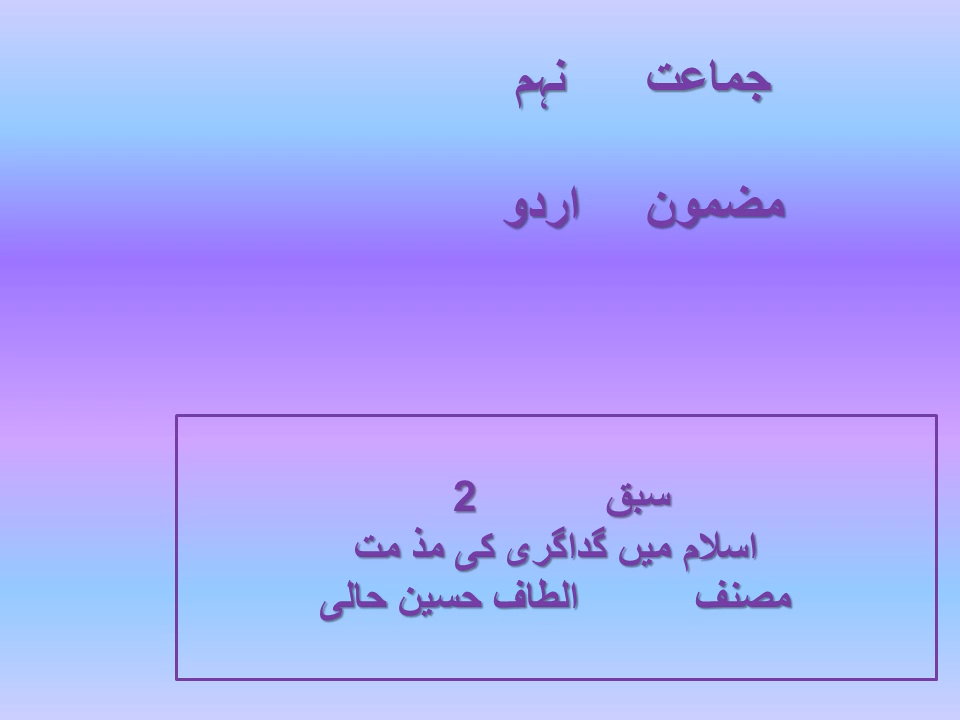 جماعت نہم
مضمون اردو
سبق 2
اسلام میں گداگری کی مذ مت
مصنف الطاف حسین حالی